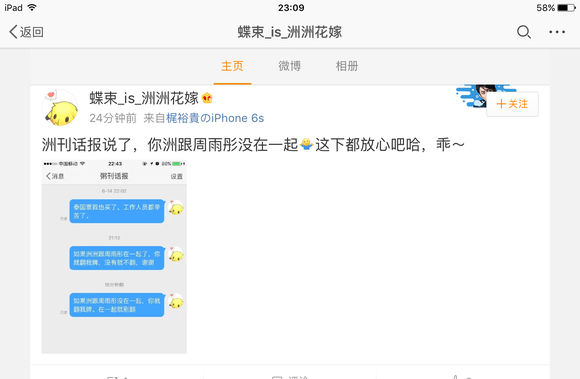 iPad 23:09 58%
返回 蝶束_is_洲洲花嫁
主页 微博 相册
蝶束_is_洲洲花嫁
24分钟前 来自梶裕貴のiPhone 6s
+关注
洲刊话报说了，你洲跟周雨彤没在一起 这下都放心吧哈，乖～
中国移动 22:43 80%
消息 粥刊话报 设置
6-14 22:02
泰国票我也买了、工作人员都辛苦了。
21:12
如果洲洲跟周雨彤在一起了，你就翻我牌、没有就不翻、谢谢
如果洲洲跟周雨彤没在一起、你就翻我牌。在一起就别翻